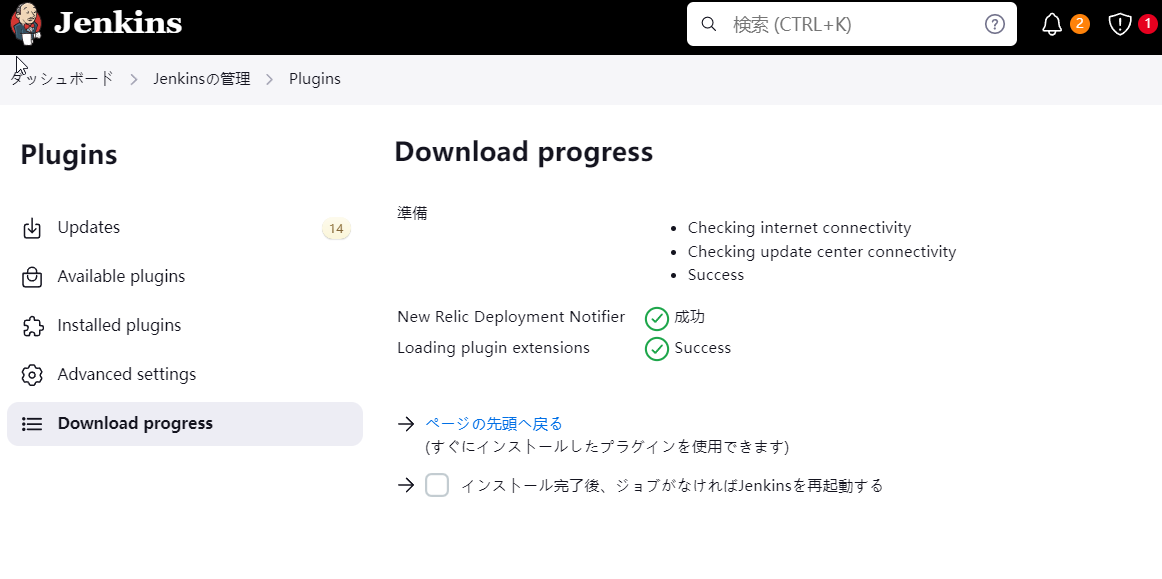 Jenkins
検索 (CTRL+K)
2
1
ダッシュボード
Jenkinsの管理
Plugins
Plugins
Updates
14
Available plugins
Installed plugins
Advanced settings
Download progress
Download progress
準備
Checking internet connectivity
Checking update center connectivity
Success
New Relic Deployment Notifier
成功
Loading plugin extensions
Success
ページの先頭へ戻る
(すぐにインストールしたプラグインを使用できます)
インストール完了後、ジョブがなければJenkinsを再起動する